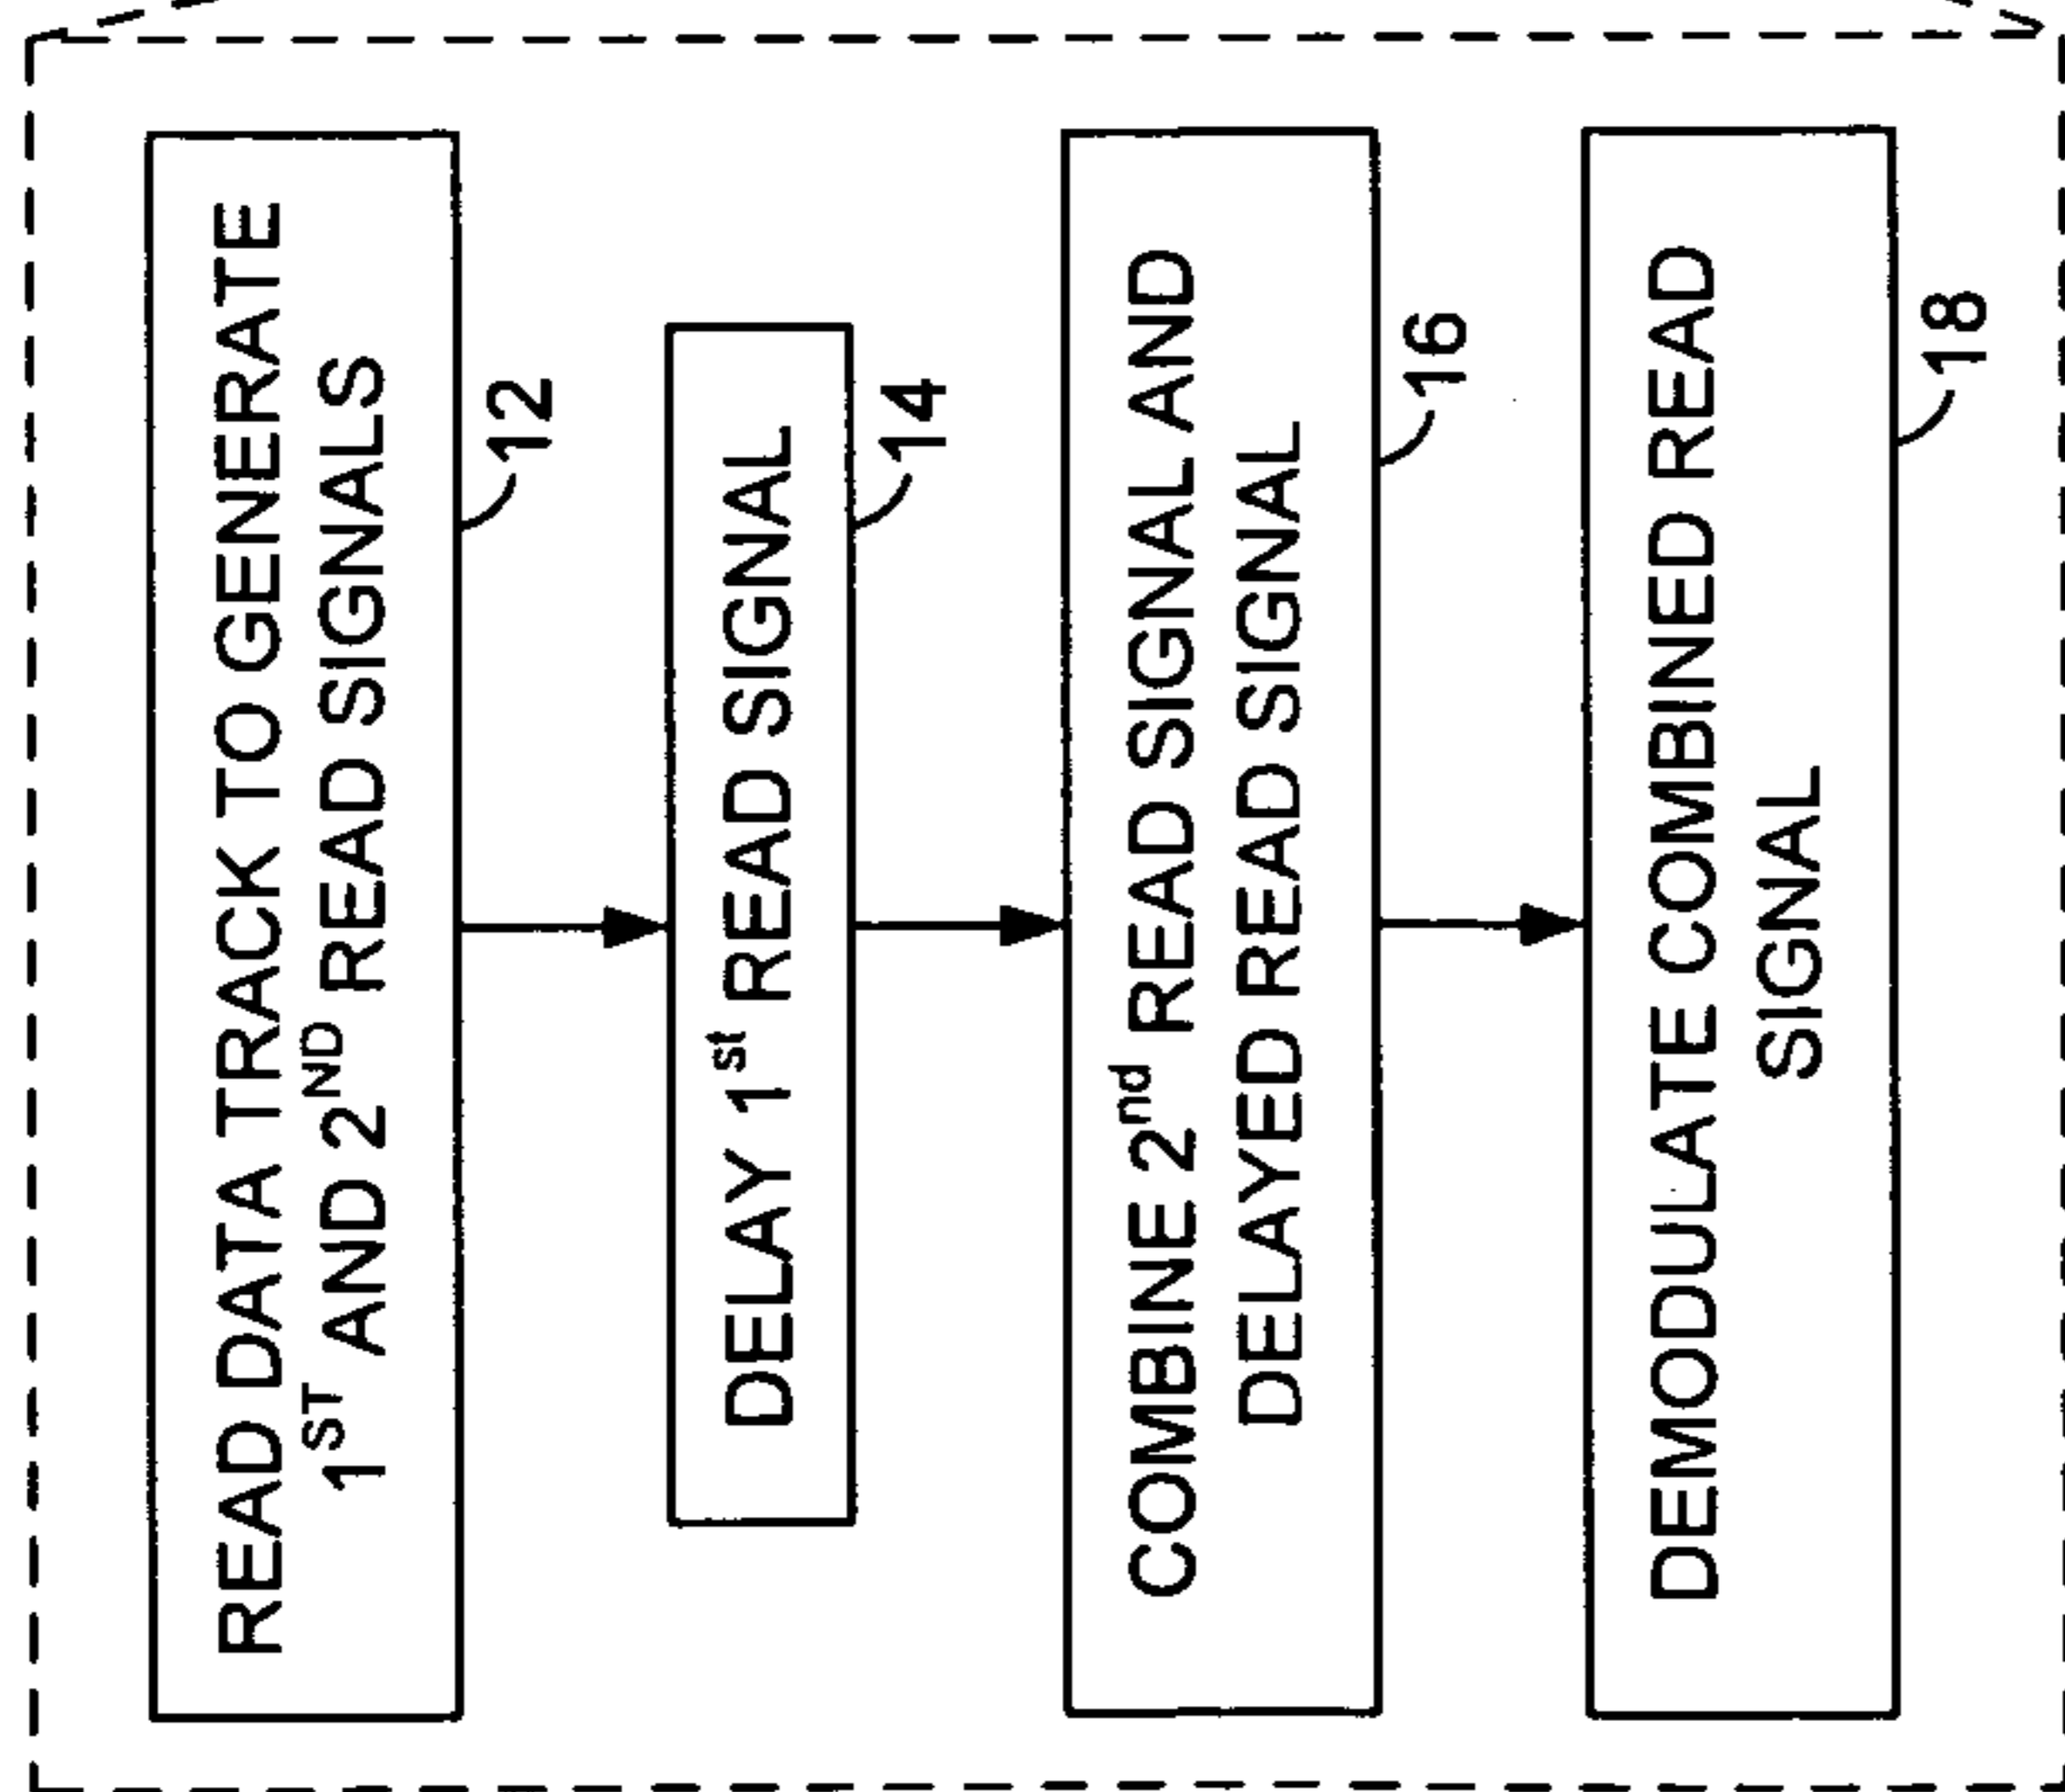 READ DATA TRACK TO GENERATE
1ST AND 2ND READ SIGNALS
12
DELAY 1st READ SIGNAL
14
COMBINE 2nd READ SIGNAL AND
DELAYED READ SIGNAL
16
DEMODULATE COMBINED READ
SIGNAL
18